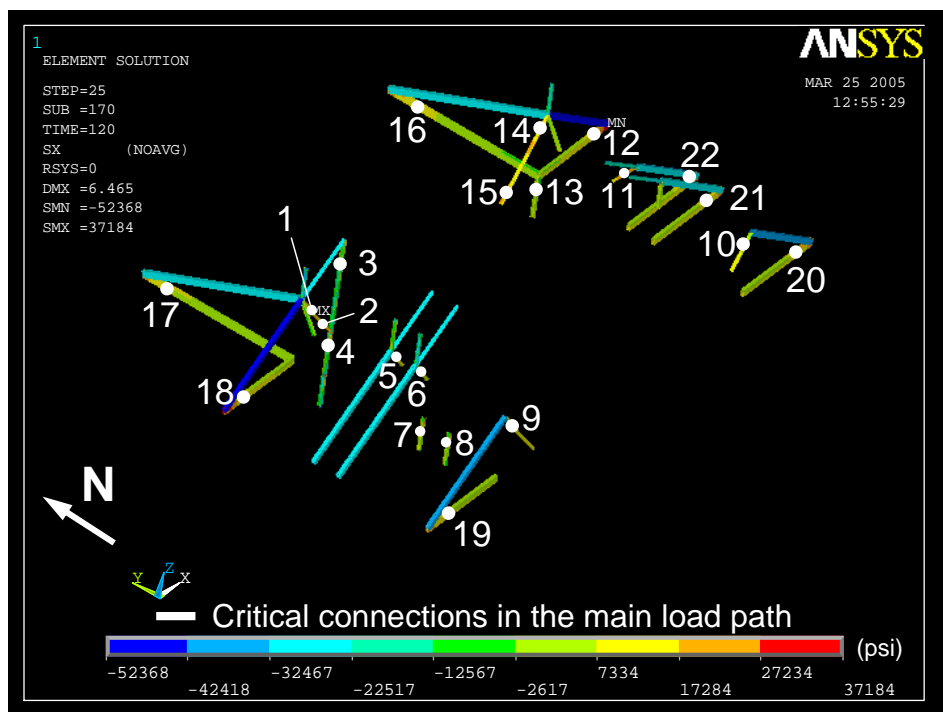 1
ANSYS
ELEMENT SOLUTION
STEP=25
SUB =170
TIME=120
SX (NOAVG)
RSYS=0
DMX =6.465
SMN =-52368
SMX =37184
MAR 25 2005
12:55:29
MN
16
14
12
22
15
13
11
21
10
20
1
3
MX
2
17
4
5
6
18
7
8
9
19
N
Y
Z
X
Critical connections in the main load path
(psi)
-52368
-42418
-32467
-22517
-12567
-2617
7334
17284
27234
37184